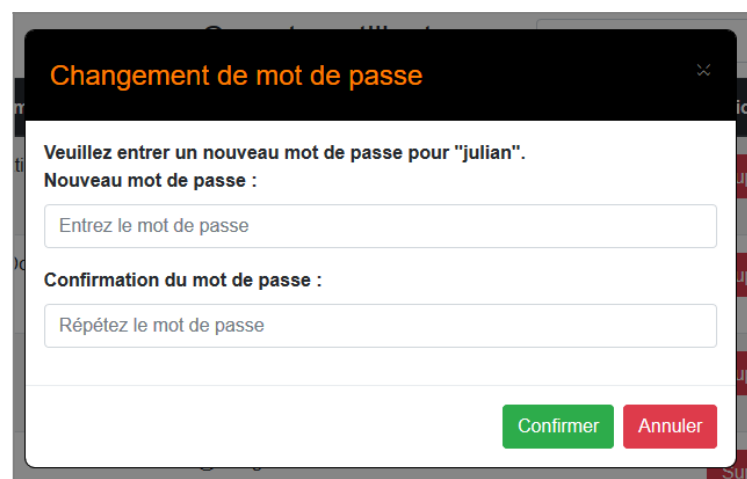 Changement de mot de passe
Veuillez entrer un nouveau mot de passe pour "julian".
Nouveau mot de passe :
Entrez le mot de passe
Confirmation du mot de passe :
Répétez le mot de passe
Confirmer Annuler